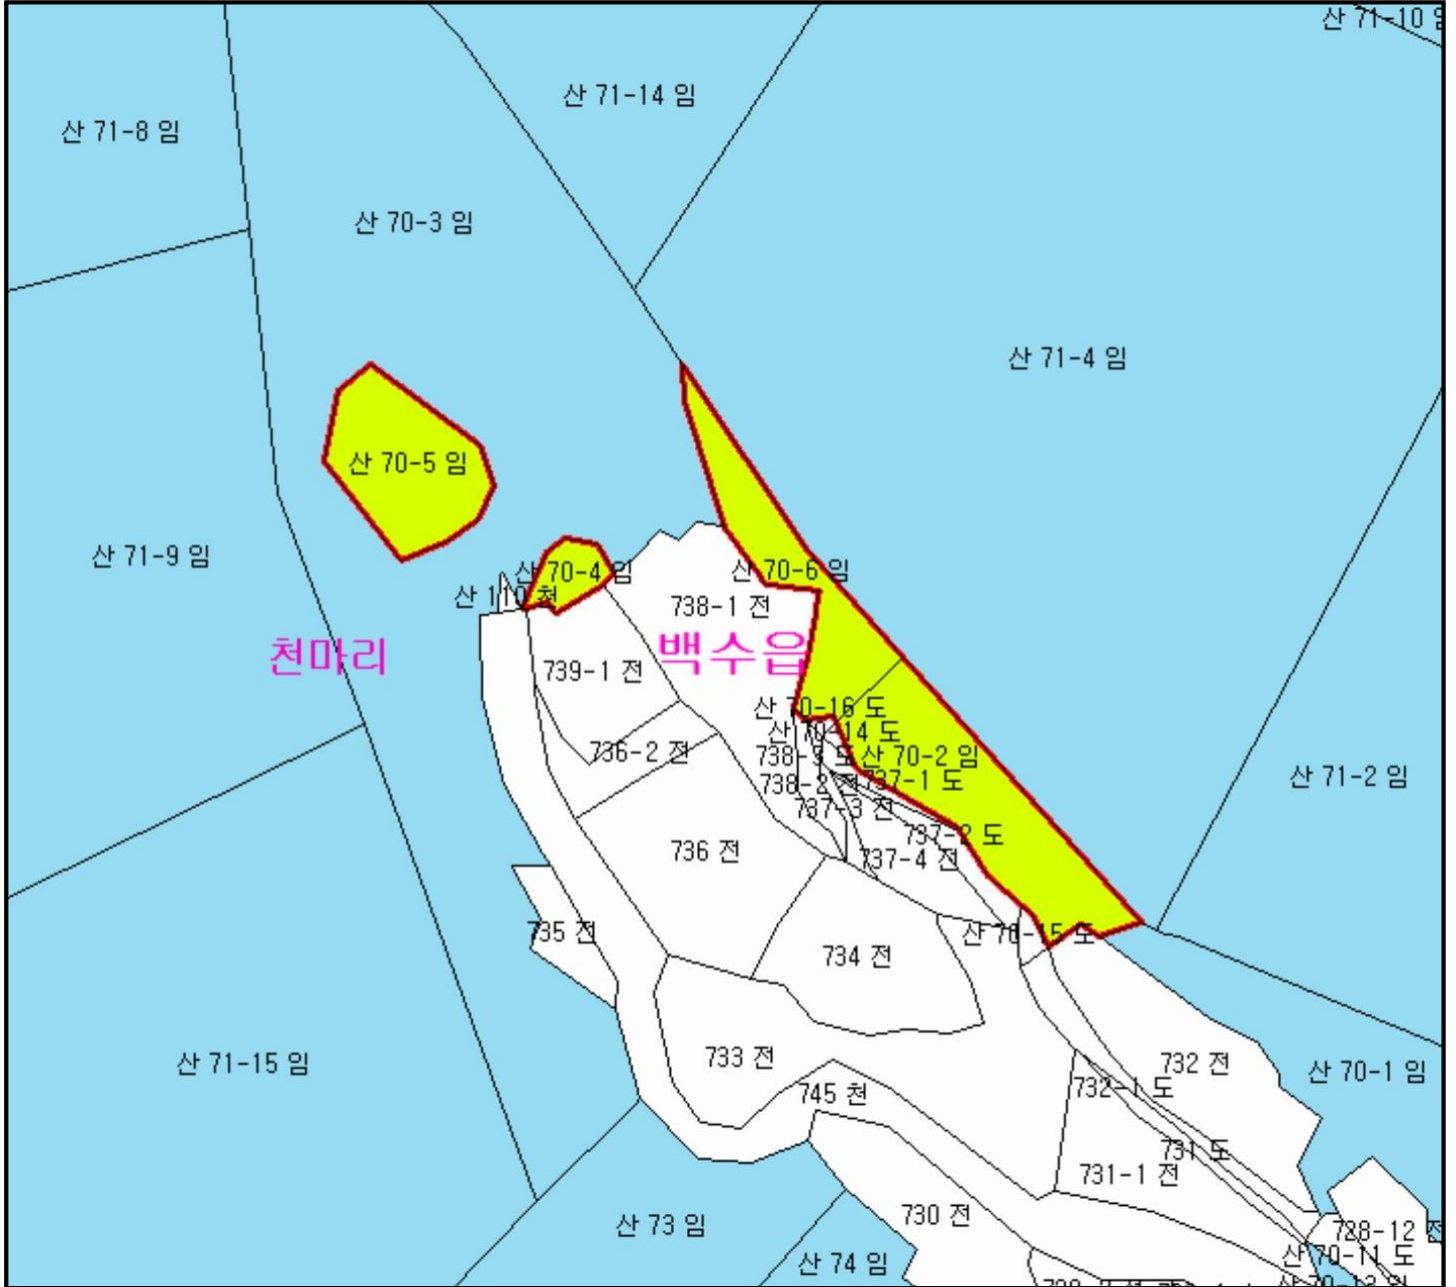 산 71-10
산 71-14 임
산 71-8 임
산 70-3 임
산 71-4 임
산 70-5 임
산 71-9 임
산 70-4 임
산 70-6 임
산 110 천
738-1 전
천마리
백수읍
739-1 전
산 70-16 도
산 70-14 도
736-2 전
738-3 도
산 70-2 임
산 71-2 임
738-2 전
737-1 도
737-3 전
737-2 도
736 전
737-4 전
735 전
산 70-15 도
734 전
산 71-15 임
733 전
732 전
산 70-1 임
732-1 도
745 천
731 도
731-1 전
730 전
산 73 임
728-12 전
산 74 임
산 70-11 도